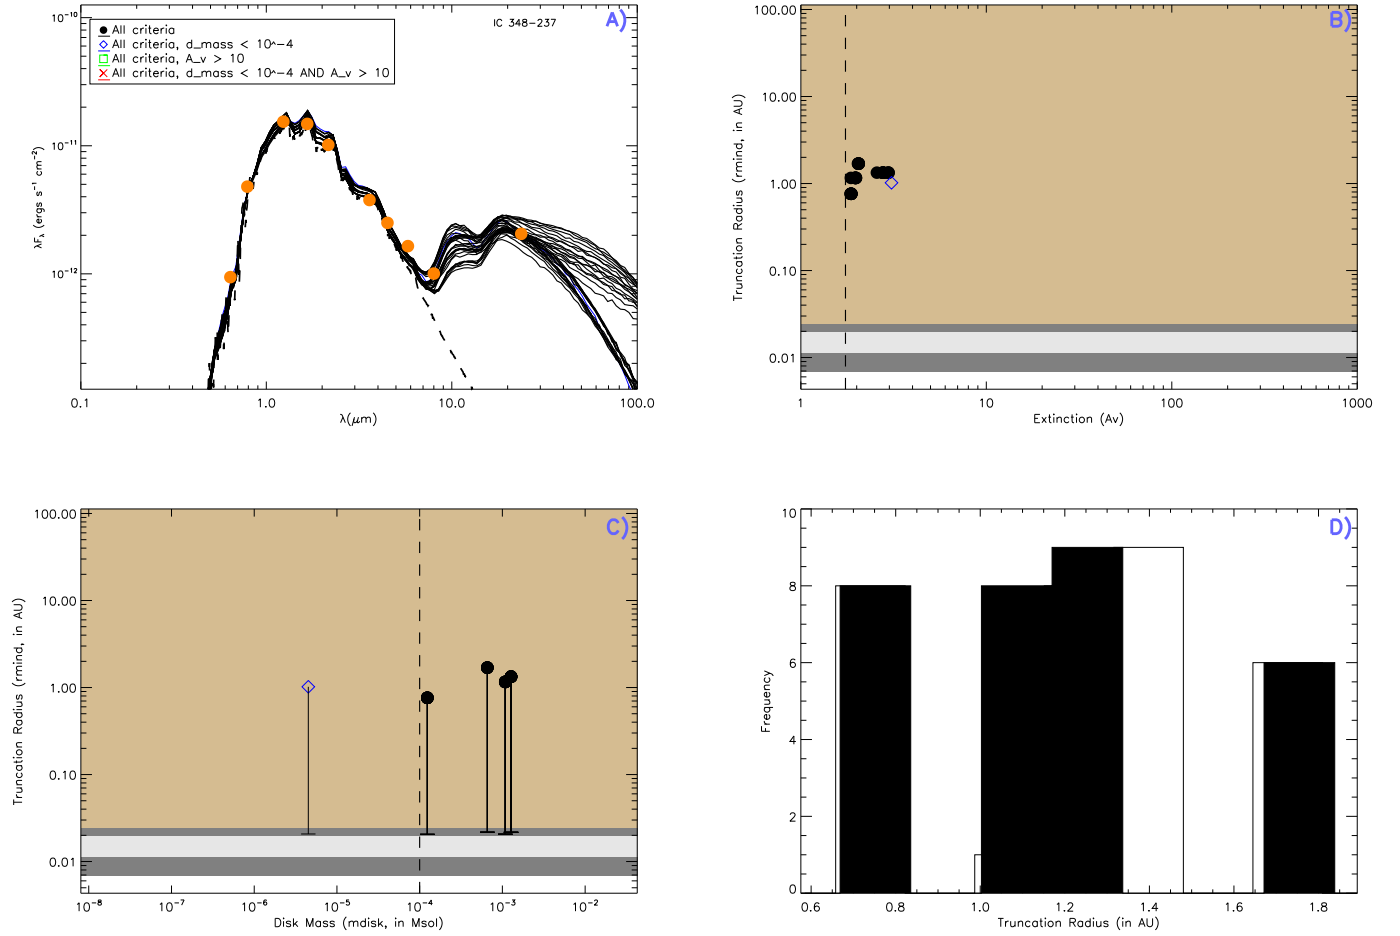 IC 348-237
A)
All criteria
All criteria, d_mass < 10^-4
All criteria, A_v > 10
All criteria, d_mass < 10^-4 AND A_v > 10
10⁻¹⁰
10⁻¹¹
10⁻¹²
λFλ (ergs s⁻¹ cm⁻²)
0.1
1.0
10.0
100.0
λ(μm)
B)
100.00
10.00
1.00
0.10
0.01
Truncation Radius (rmind, in AU)
1
10
100
1000
Extinction (Av)
C)
100.00
10.00
1.00
0.10
0.01
Truncation Radius (rmind, in AU)
10⁻⁸
10⁻⁷
10⁻⁶
10⁻⁵
10⁻⁴
10⁻³
10⁻²
Disk Mass (mdisk, in Msol)
D)
10
8
6
4
2
0
Frequency
0.6
0.8
1.0
1.2
1.4
1.6
1.8
Truncation Radius (in AU)